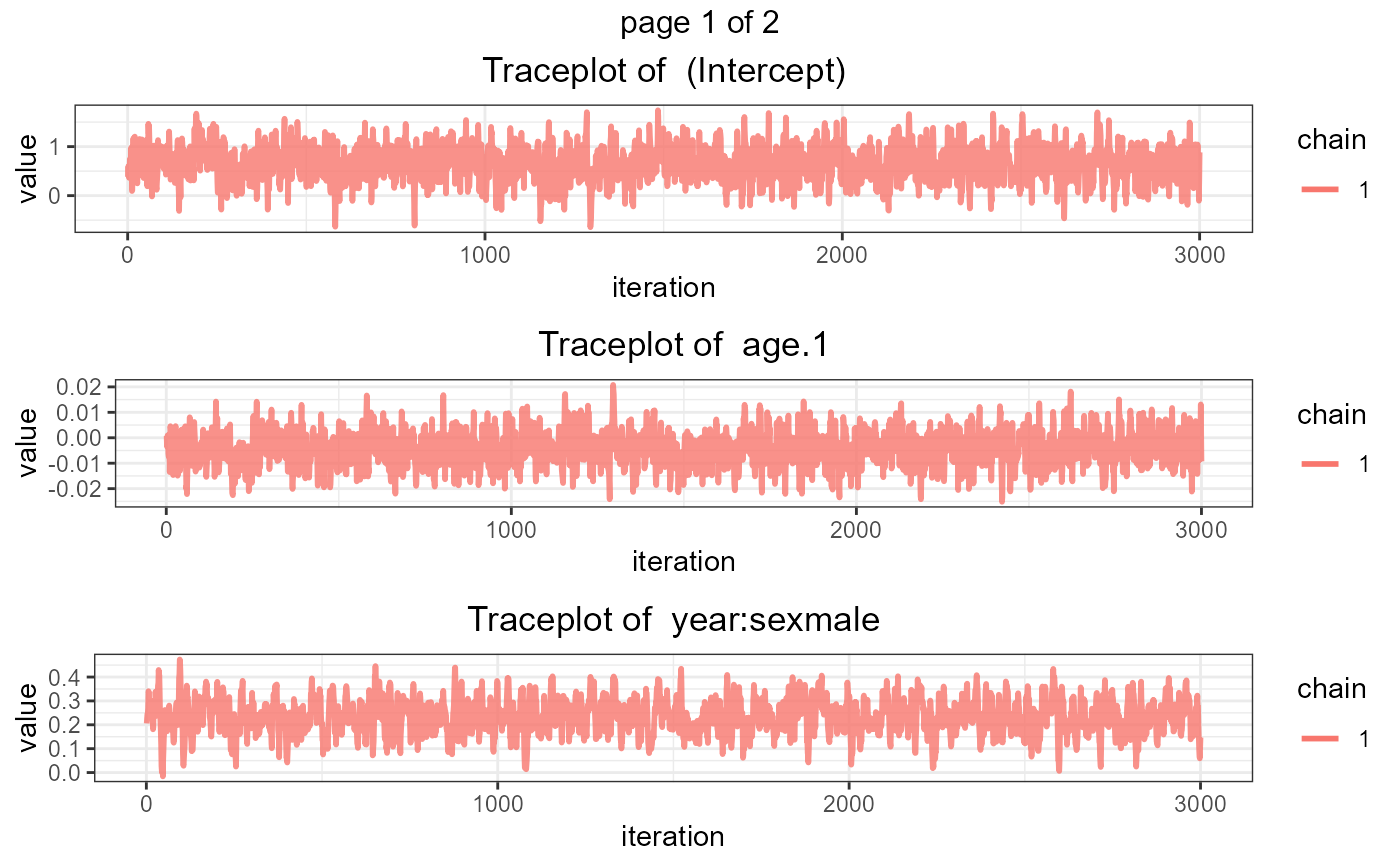 page 1 of 2
Traceplot of  (Intercept)
value
1
0
0 1000 2000 3000
iteration
chain
1
Traceplot of  age.1
value
0.02
0.01
0.00
-0.01
-0.02
0 1000 2000 3000
iteration
chain
1
Traceplot of  year:sexmale
value
0.4
0.3
0.2
0.1
0.0
0 1000 2000 3000
iteration
chain
1